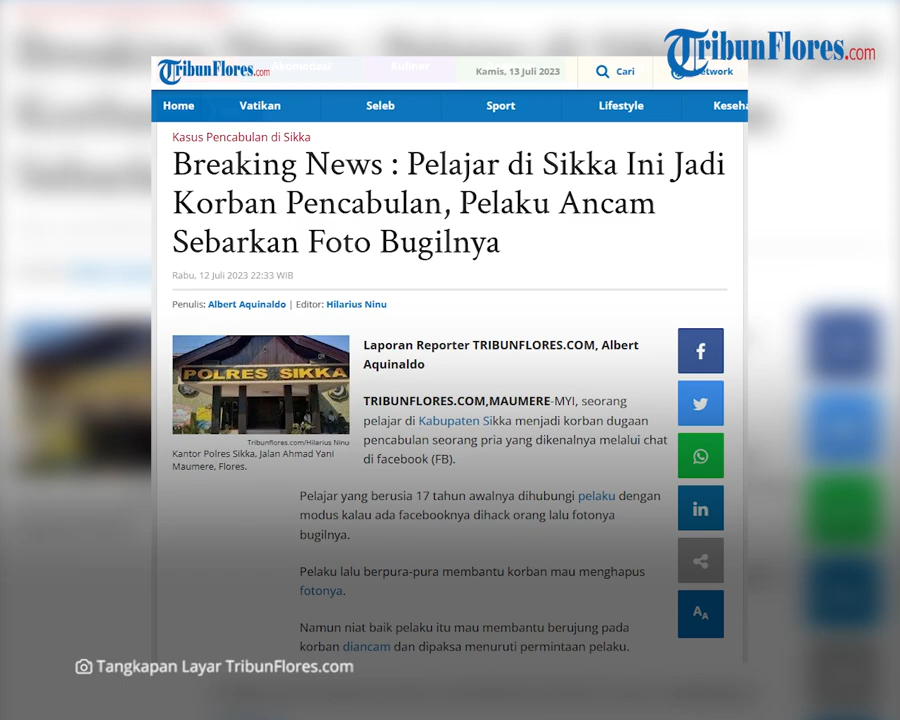 TribunFlores.com
TribunFlores.com
Akomodasi
Kuliner
Kamis, 13 Juli 2023
Cari
Network
Home
Vatikan
Seleb
Sport
Lifestyle
Keseha
Kasus Pencabulan di Sikka
Breaking News : Pelajar di Sikka Ini Jadi
Korban Pencabulan, Pelaku Ancam
Sebarkan Foto Bugilnya
Rabu, 12 Juli 2023 22:33 WIB
Penulis: Albert Aquinaldo | Editor: Hilarius Ninu
POLRES SIKKA
Tribunflores.com/Hilarius Ninu
Kantor Polres Sikka, Jalan Ahmad Yani
Maumere, Flores.
Laporan Reporter TRIBUNFLORES.COM, Albert
Aquinaldo
TRIBUNFLORES.COM,MAUMERE-MYI, seorang
pelajar di Kabupaten Sikka menjadi korban dugaan
pencabulan seorang pria yang dikenalnya melalui chat
di facebook (FB).
Pelajar yang berusia 17 tahun awalnya dihubungi pelaku dengan
modus kalau ada facebooknya dihack orang lalu fotonya
bugilnya.
Pelaku lalu berpura-pura membantu korban mau menghapus
fotonya.
Namun niat baik pelaku itu mau membantu berujung pada
korban diancam dan dipaksa menuruti permintaan pelaku.
AA
Tangkapan Layar TribunFlores.com